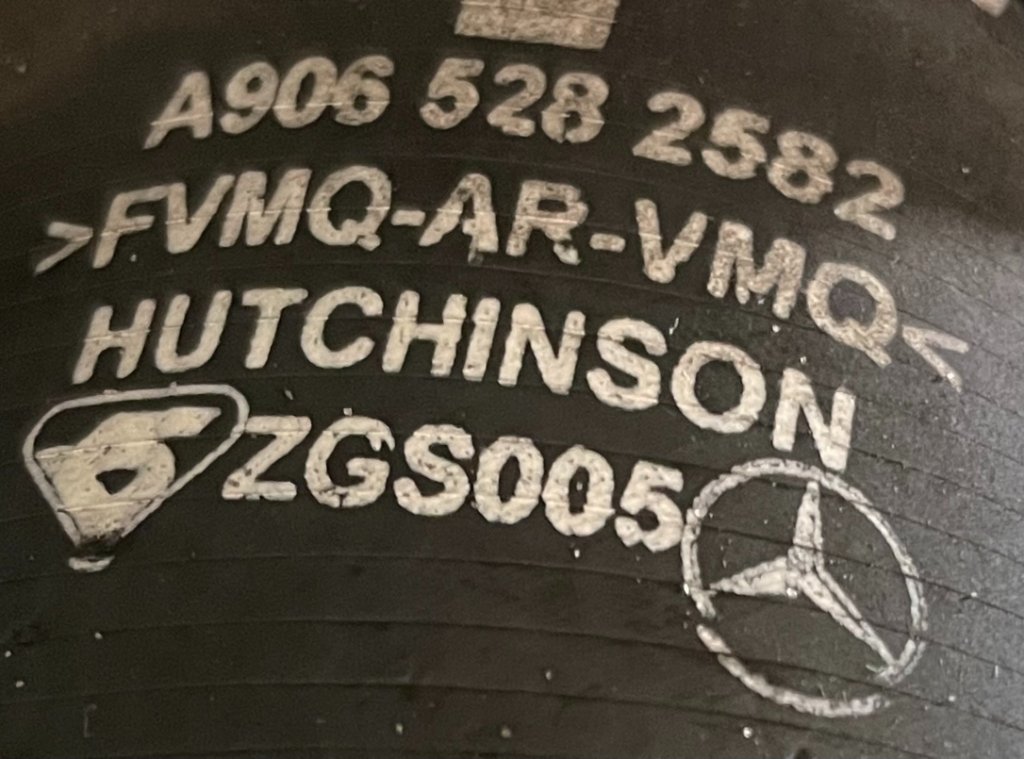 A906 528 2582
>FVMQ-AR-VMQ<
HUTCHINSON
ZGS005